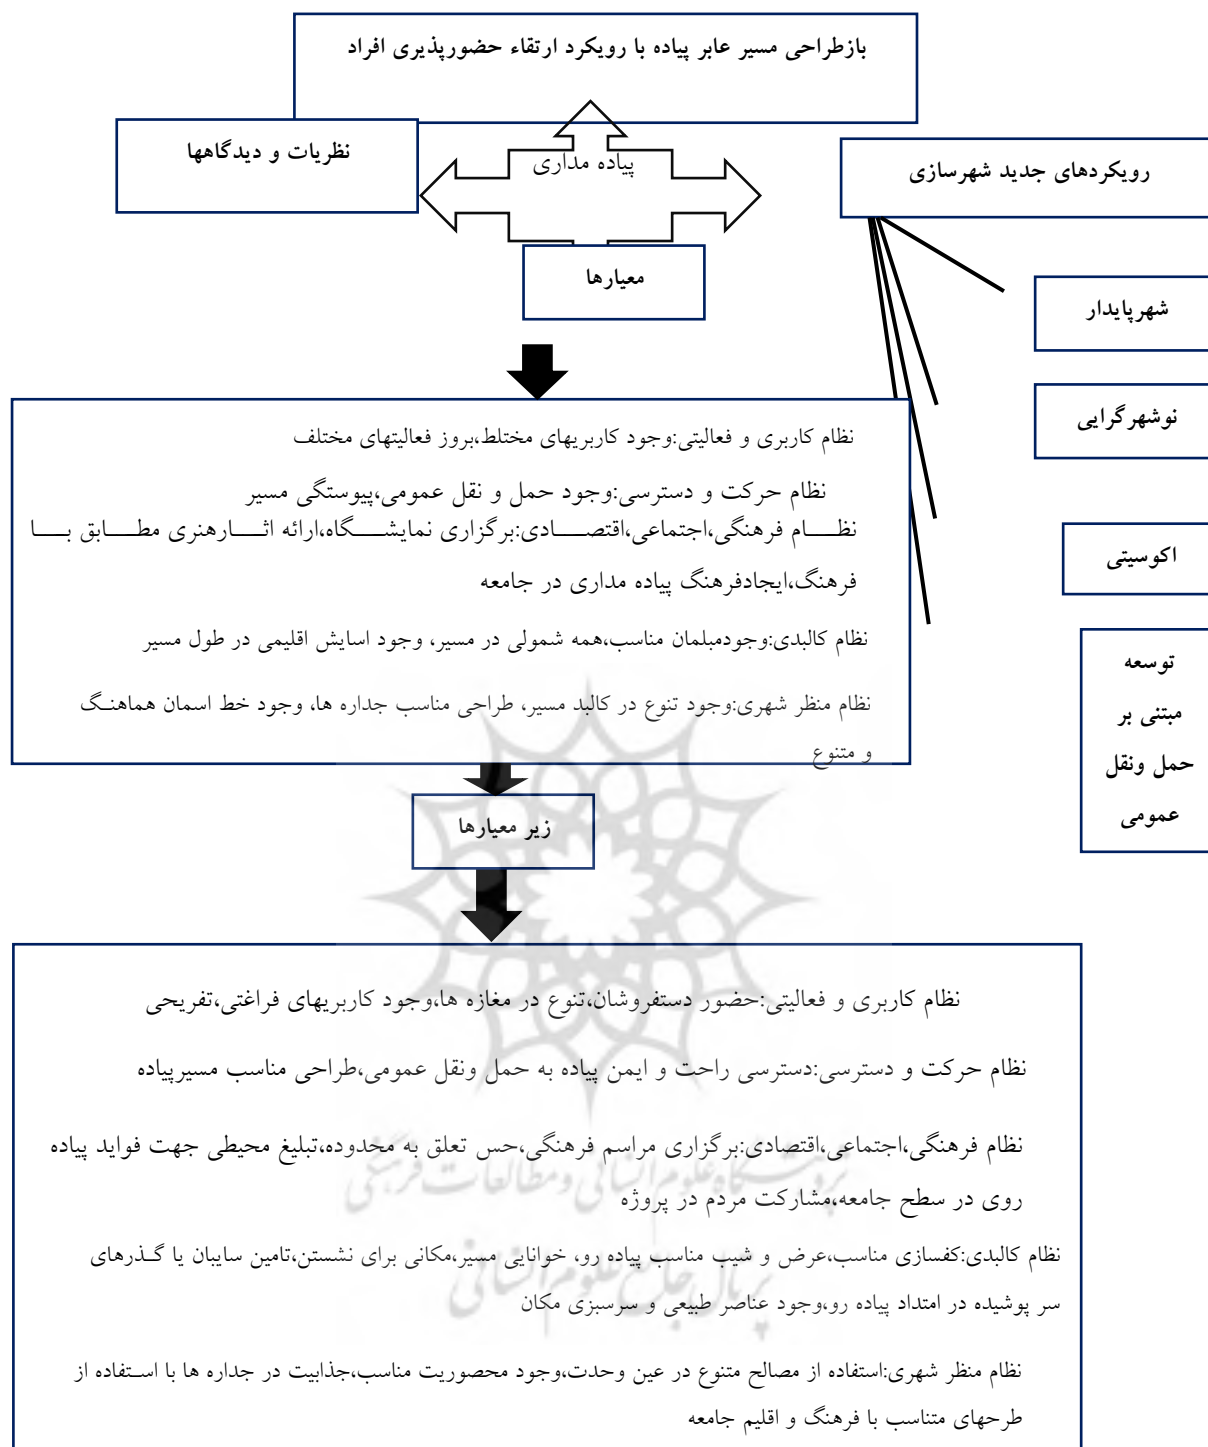 بازطراحی مسیر عابر پیاده با رویکرد ارتقاء حضورپذیری افراد
نظریات و دیدگاهها
پیاده مداری
رویکردهای جدید شهرسازی
معیارها
شهرپایدار
نوشهرگرایی
اکوسیتی
توسعه
مبتنی بر
حمل ونقل
عمومی
نظام کاربری و فعالیتی:وجود کاربریهای مختلط،بروز فعالیتهای مختلف
نظام حرکت و دسترسی:وجود حمل و نقل عمومی،پیوستگی مسیر
نظام فرهنگی،اجتماعی،اقتصادی:برگزاری نمایشگاه،ارائه اثارهنری مطابق با
فرهنگ،ایجادفرهنگ پیاده مداری در جامعه
نظام کالبدی:وجودمبلمان مناسب،همه شمولی در مسیر، وجود اسایش اقلیمی در طول مسیر
نظام منظر شهری:وجود تنوع در کالبد مسیر، طراحی مناسب جداره ها، وجود خط اسمان هماهنگ
و متنوع
زیر معیارها
نظام کاربری و فعالیتی:حضور دستفروشان،تنوع در مغازه ها،وجود کاربریهای فراغتی،تفریحی
نظام حرکت و دسترسی:دسترسی راحت و ایمن پیاده به حمل ونقل عمومی،طراحی مناسب مسیرپیاده
نظام فرهنگی،اجتماعی،اقتصادی:برگزاری مراسم فرهنگی،حس تعلق به محدوده،تبلیغ محیطی جهت فواید پیاده
روی در سطح جامعه،مشارکت مردم در پروژه
نظام کالبدی:کفسازی مناسب،عرض و شیب مناسب پیاده رو، خوانایی مسیر،مکانی برای نشستن،تامین سایبان یا گذرهای
سر پوشیده در امتداد پیاده رو،وجود عناصر طبیعی و سرسبزی مکان
نظام منظر شهری:استفاده از مصالح متنوع در عین وحدت،وجود محصوریت مناسب،جذابیت در جداره ها با استفاده از
طرحهای متناسب با فرهنگ و اقلیم جامعه
پژوهشگاه علوم انسانی و مطالعات فرهنگی
پرتال جامع علوم انسانی